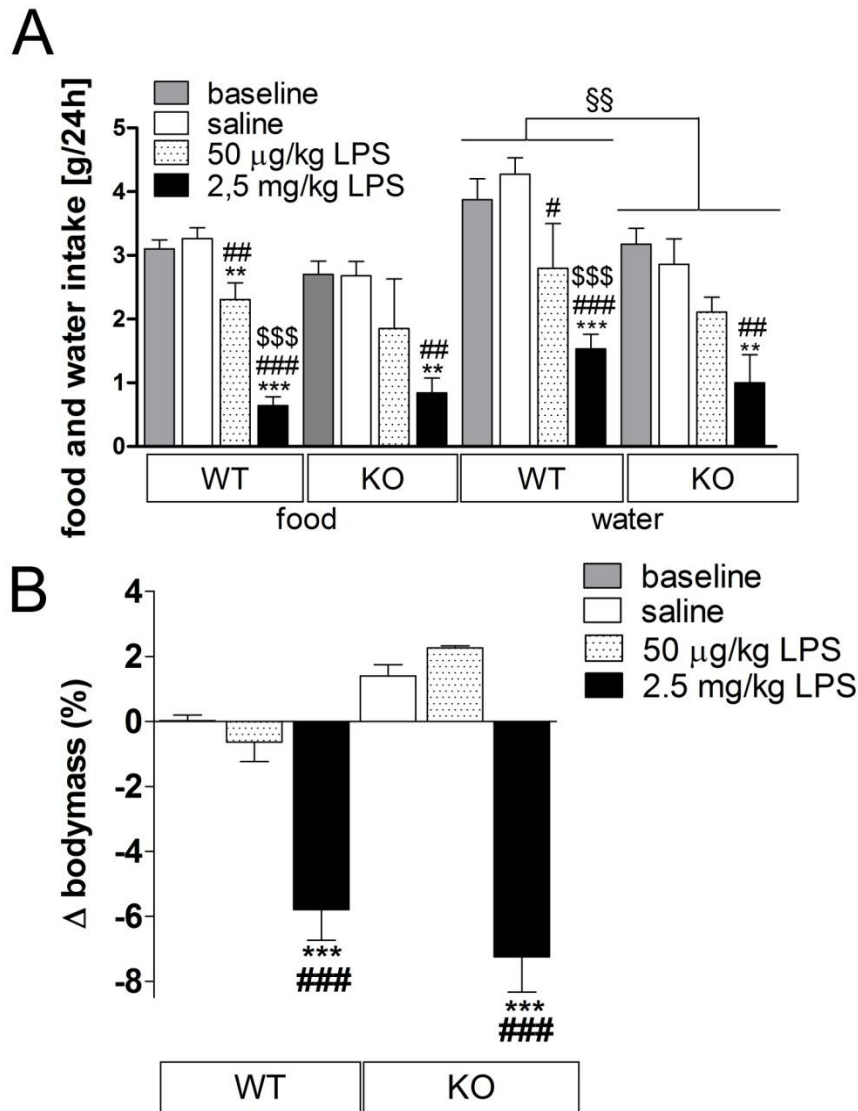 A
food and water intake [g/24h]
baseline
saline
50 μg/kg LPS
2,5 mg/kg LPS
§§
5
4
3
2
1
0
##
**
$$$
###
***
##
**
#
$$$
###
***
##
**
WT
KO
WT
KO
food
water
B
Δ bodymass (%)
baseline
saline
50 μg/kg LPS
2.5 mg/kg LPS
4
2
0
-2
-4
-6
-8
***
###
***
###
WT
KO